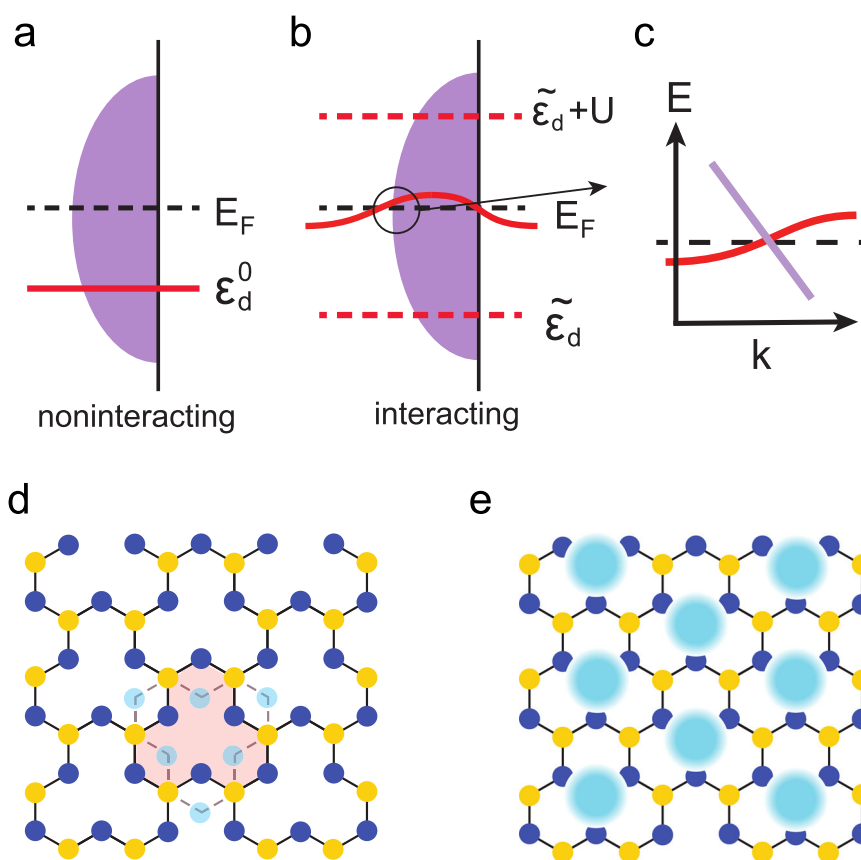 a
b
c
ε̃d+U
E
EF
EF
εd0
ε̃d
k
noninteracting
interacting
d
e